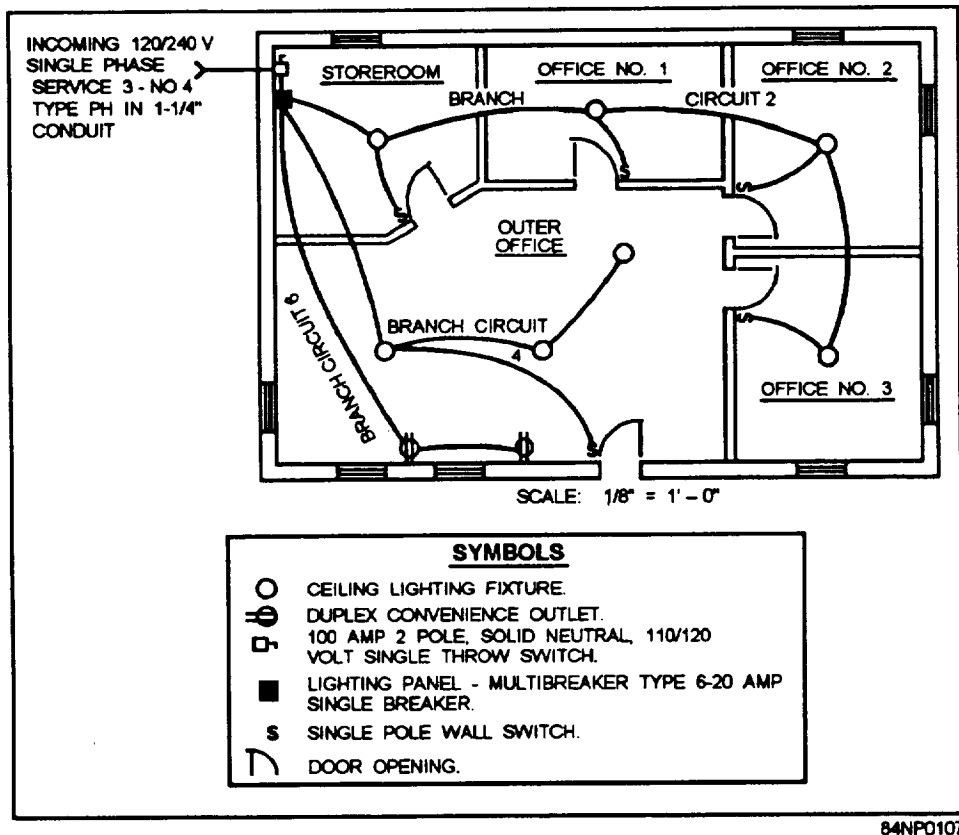 INCOMING 120/240 V
SINGLE PHASE
SERVICE 3 - NO 4
TYPE PH IN 1-1/4"
CONDUIT
STOREROOM
OFFICE NO. 1
OFFICE NO. 2
BRANCH
CIRCUIT 2
S
S
S
OUTER
OFFICE
BRANCH CIRCUIT 6
BRANCH CIRCUIT
4
S
OFFICE NO. 3
S
SCALE: 1/8" = 1' - 0"
SYMBOLS
CEILING LIGHTING FIXTURE.
DUPLEX CONVENIENCE OUTLET.
100 AMP 2 POLE, SOLID NEUTRAL, 110/120
VOLT SINGLE THROW SWITCH.
LIGHTING PANEL - MULTIBREAKER TYPE 6-20 AMP
SINGLE BREAKER.
S SINGLE POLE WALL SWITCH.
DOOR OPENING.
84NP0107